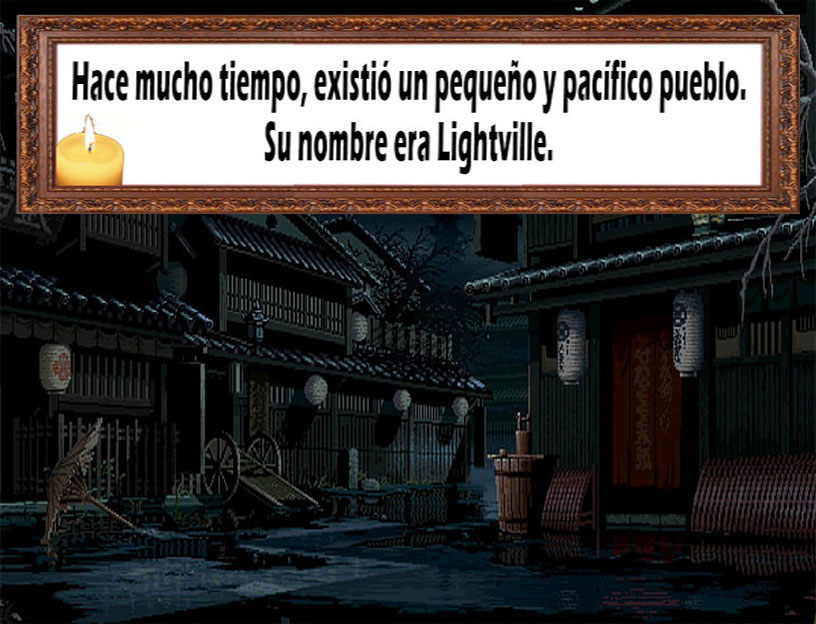 Hace mucho tiempo, existió un pequeño y pacífico pueblo.
Su nombre era Lightville.